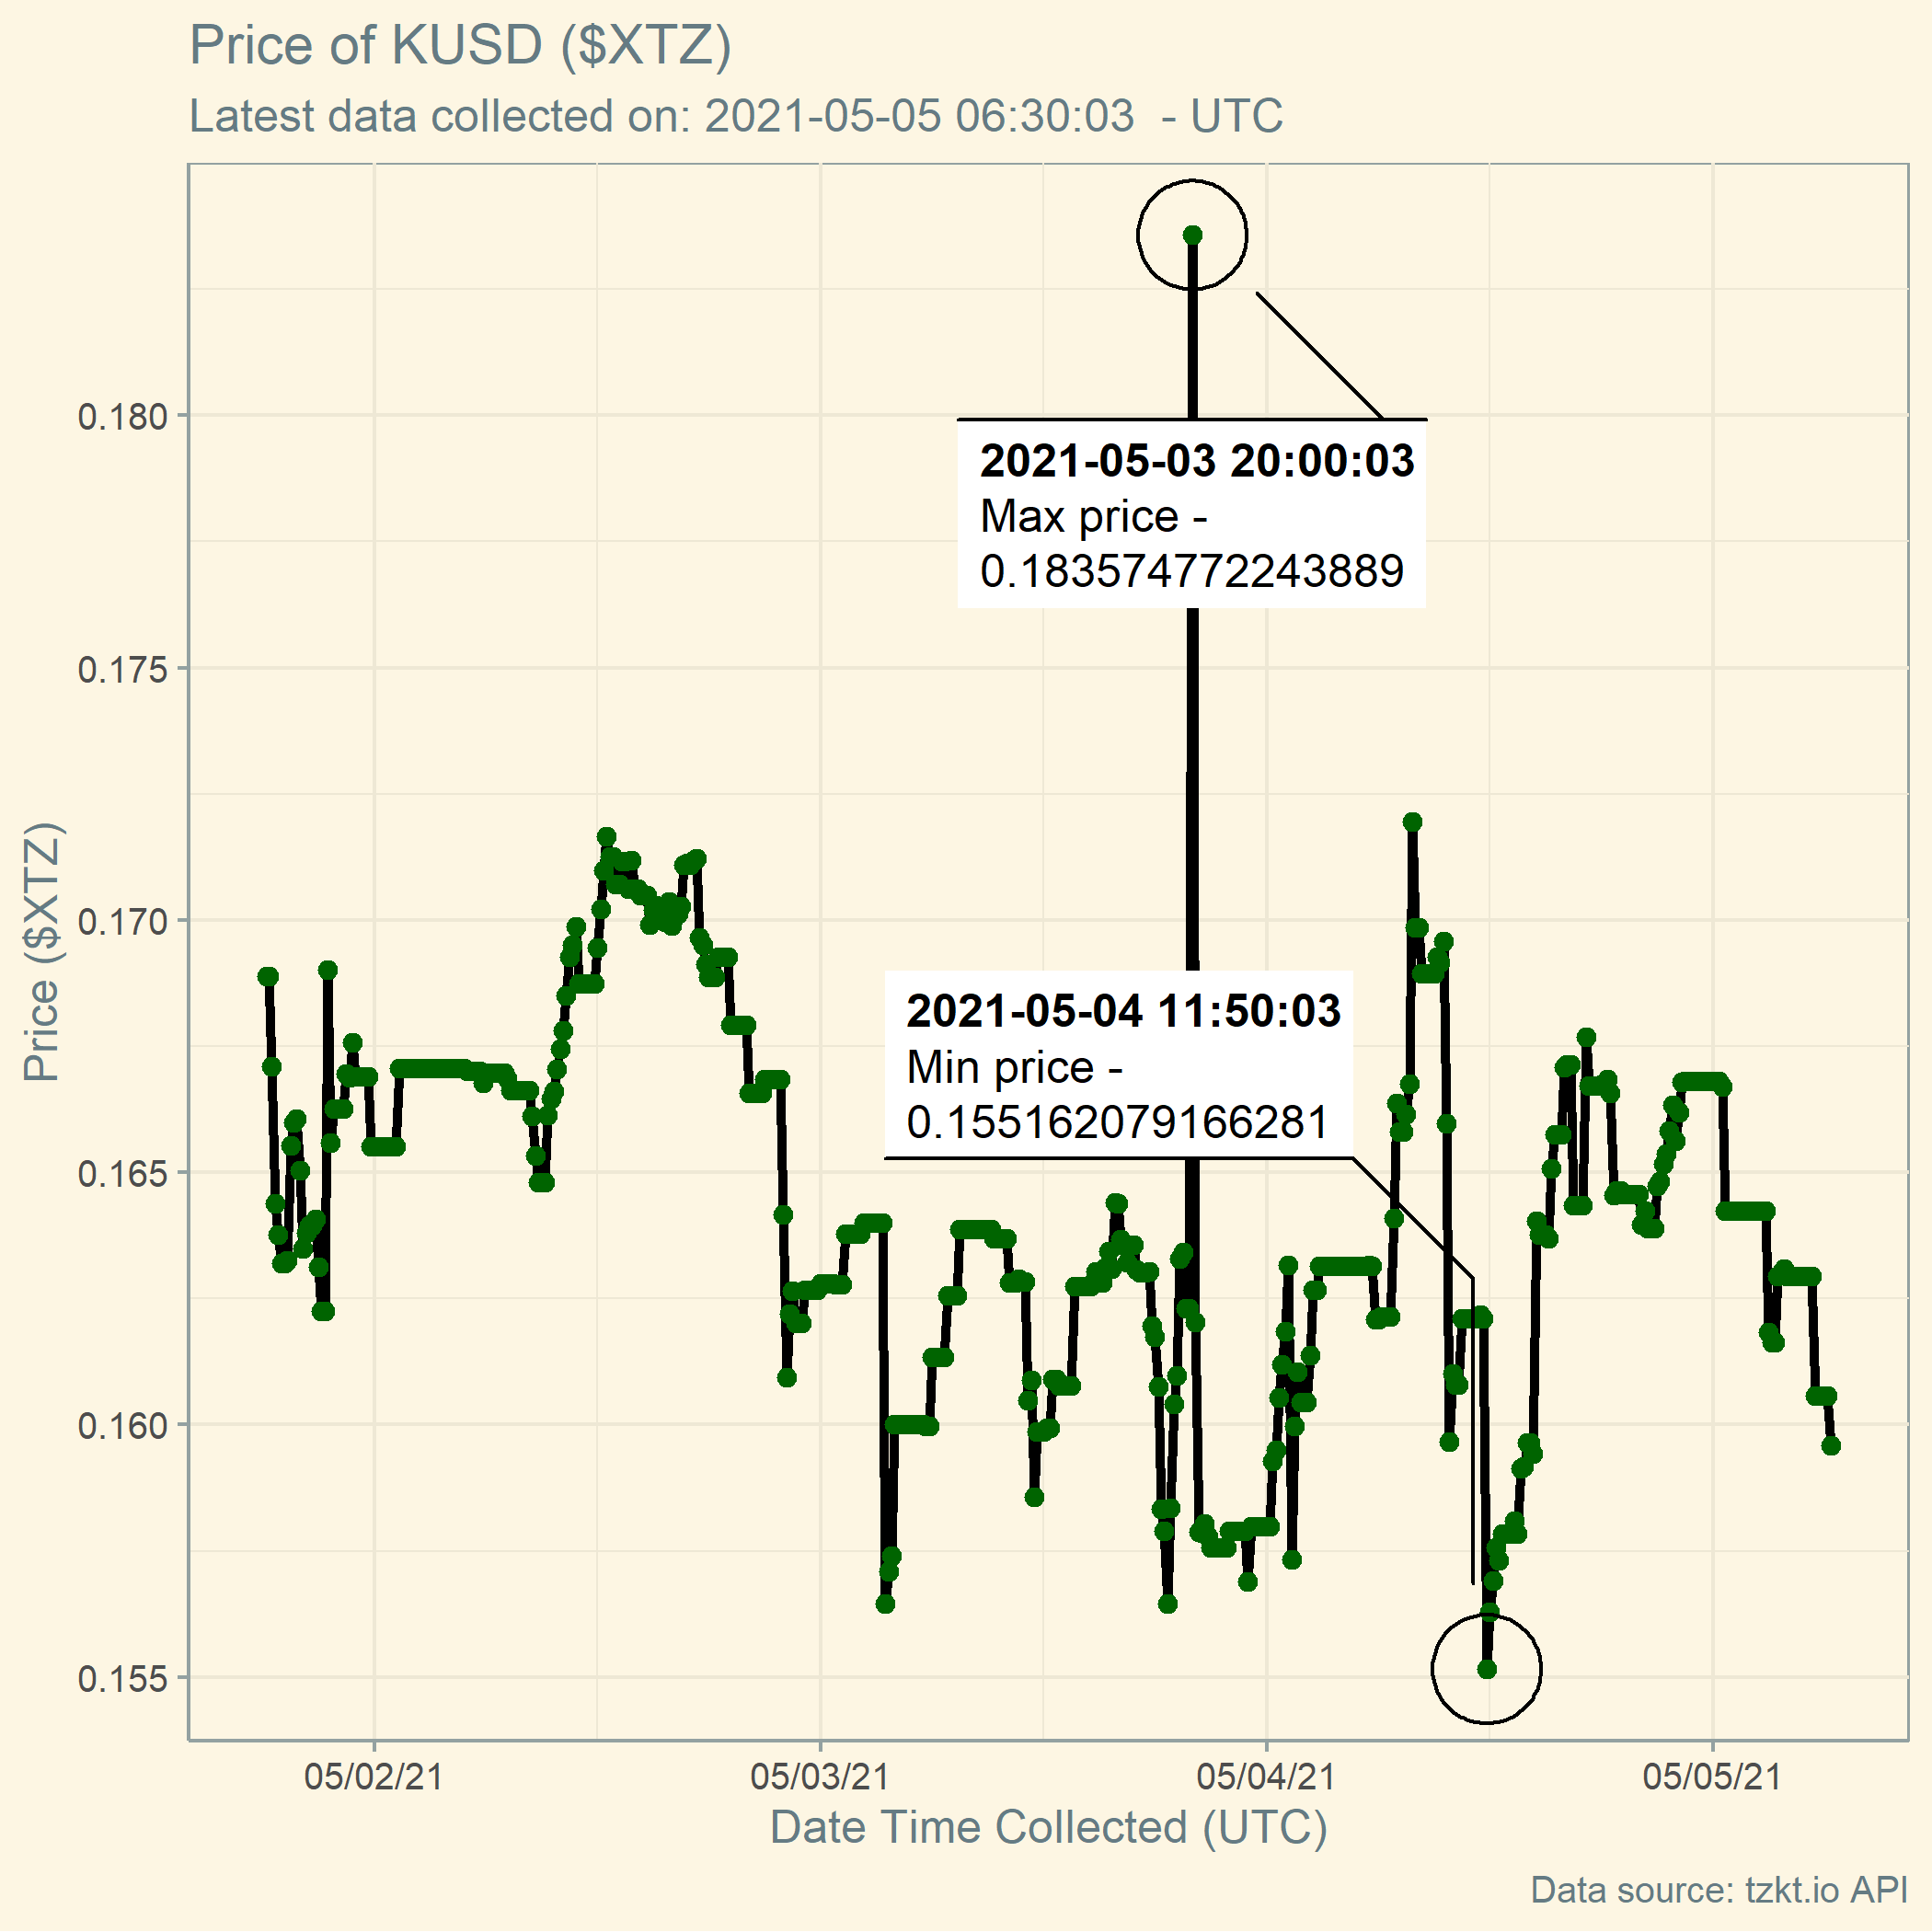 Price of KUSD ($XTZ)
Latest data collected on: 2021-05-05 06:30:03  - UTC
0.180
0.175
0.170
0.165
0.160
0.155
Price ($XTZ)
2021-05-03 20:00:03
Max price -
0.183574772243889
2021-05-04 11:50:03
Min price -
0.155162079166281
05/02/21
05/03/21
05/04/21
05/05/21
Date Time Collected (UTC)
Data source: tzkt.io API